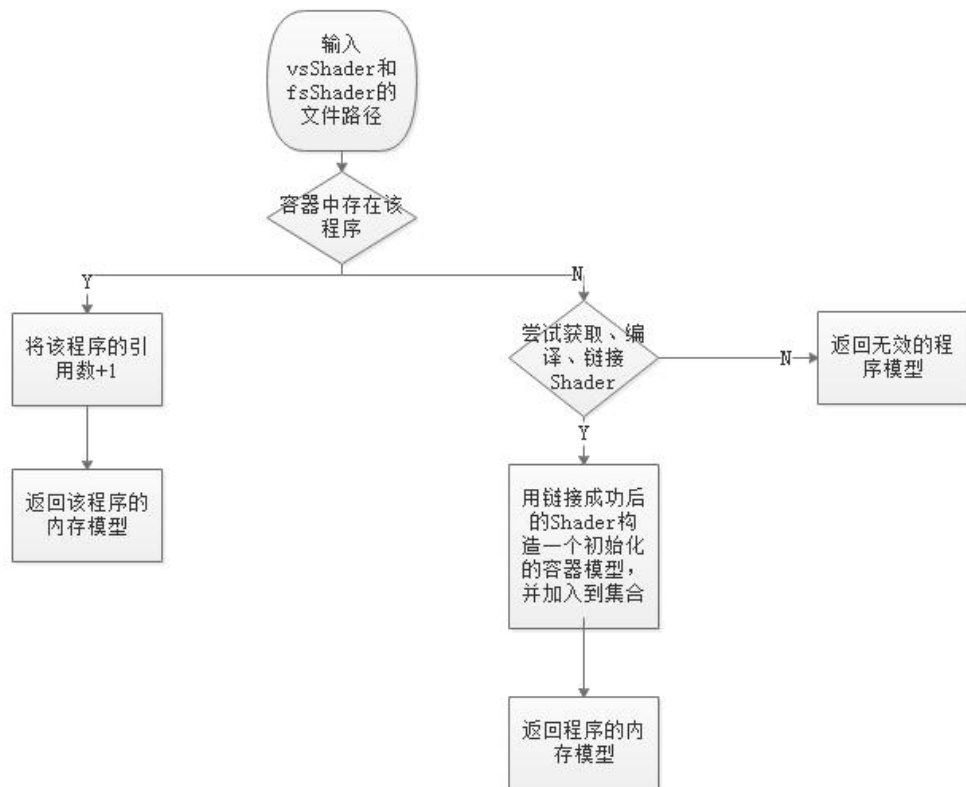 输入
vsShader和
fsShader的
文件路径
容器中存在该
程序
Y
N
将该程序的引
用数+1
尝试获取、编
译、链接
Shader
N
返回无效的程
序模型
Y
返回该程序的
内存模型
用链接成功后
的Shader构
造一个初始化
的容器模型，
并加入到集合
返回程序的内
存模型